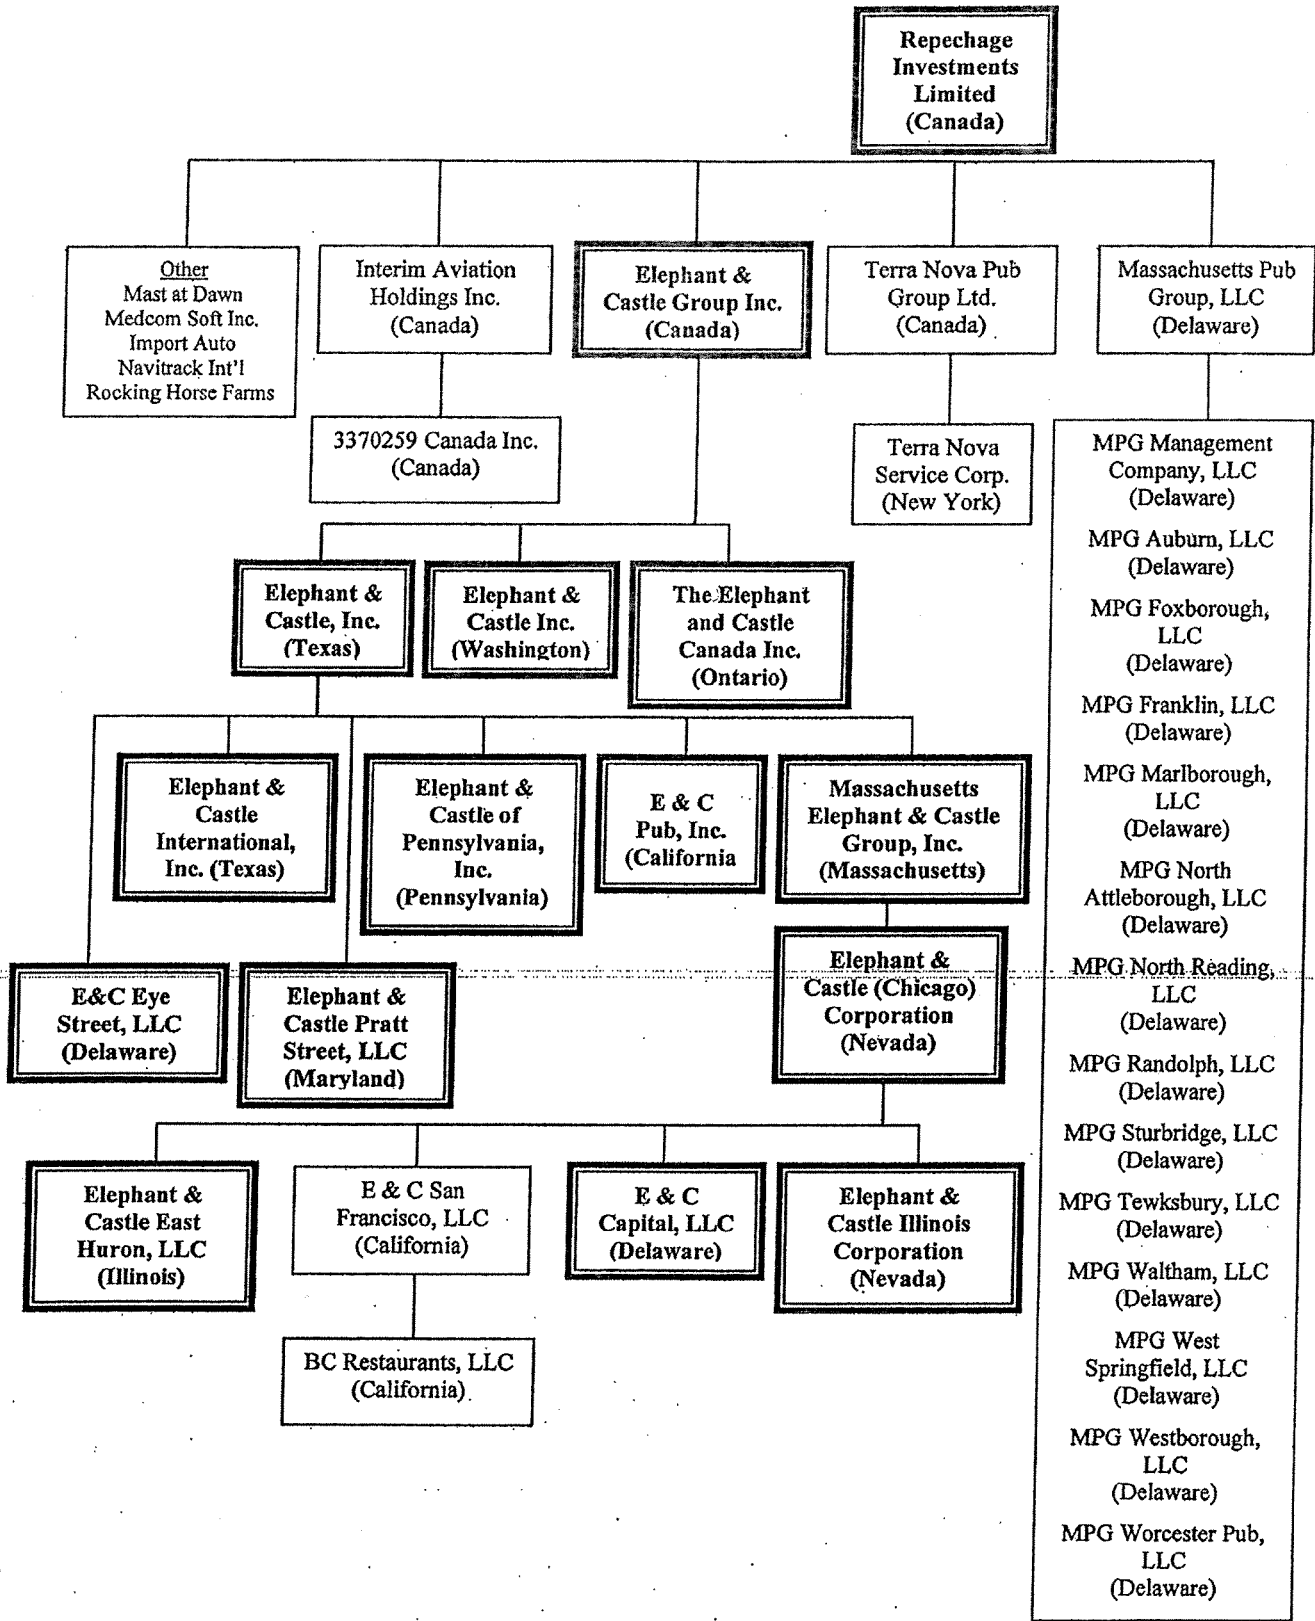 Repechage
Investments
Limited
(Canada)
Other
Mast at Dawn
Medcom Soft Inc.
Import Auto
Navitrack Int'l
Rocking Horse Farms
Interim Aviation
Holdings Inc.
(Canada)
Elephant &
Castle Group Inc.
(Canada)
Terra Nova Pub
Group Ltd.
(Canada)
Massachusetts Pub
Group, LLC
(Delaware)
3370259 Canada Inc.
(Canada)
Terra Nova
Service Corp.
(New York)
MPG Management
Company, LLC
(Delaware)
MPG Auburn, LLC
(Delaware)
MPG Foxborough,
LLC
(Delaware)
MPG Franklin, LLC
(Delaware)
MPG Marlborough,
LLC
(Delaware)
MPG North
Attleborough, LLC
(Delaware)
MPG North Reading,
LLC
(Delaware)
MPG Randolph, LLC
(Delaware)
MPG Sturbridge, LLC
(Delaware)
MPG Tewksbury, LLC
(Delaware)
MPG Waltham, LLC
(Delaware)
MPG West
Springfield, LLC
(Delaware)
MPG Westborough,
LLC
(Delaware)
MPG Worcester Pub,
LLC
(Delaware)
Elephant &
Castle, Inc.
(Texas)
Elephant &
Castle Inc.
(Washington)
The Elephant
and Castle
Canada Inc.
(Ontario)
Elephant &
Castle
International,
Inc. (Texas)
Elephant &
Castle of
Pennsylvania,
Inc.
(Pennsylvania)
E & C
Pub, Inc.
(California
Massachusetts
Elephant & Castle
Group, Inc.
(Massachusetts)
E&C Eye
Street, LLC
(Delaware)
Elephant &
Castle Pratt
Street, LLC
(Maryland)
Elephant &
Castle (Chicago)
Corporation
(Nevada)
Elephant &
Castle East
Huron, LLC
(Illinois)
E & C San
Francisco, LLC
(California)
E & C
Capital, LLC
(Delaware)
Elephant &
Castle Illinois
Corporation
(Nevada)
BC Restaurants, LLC
(California)